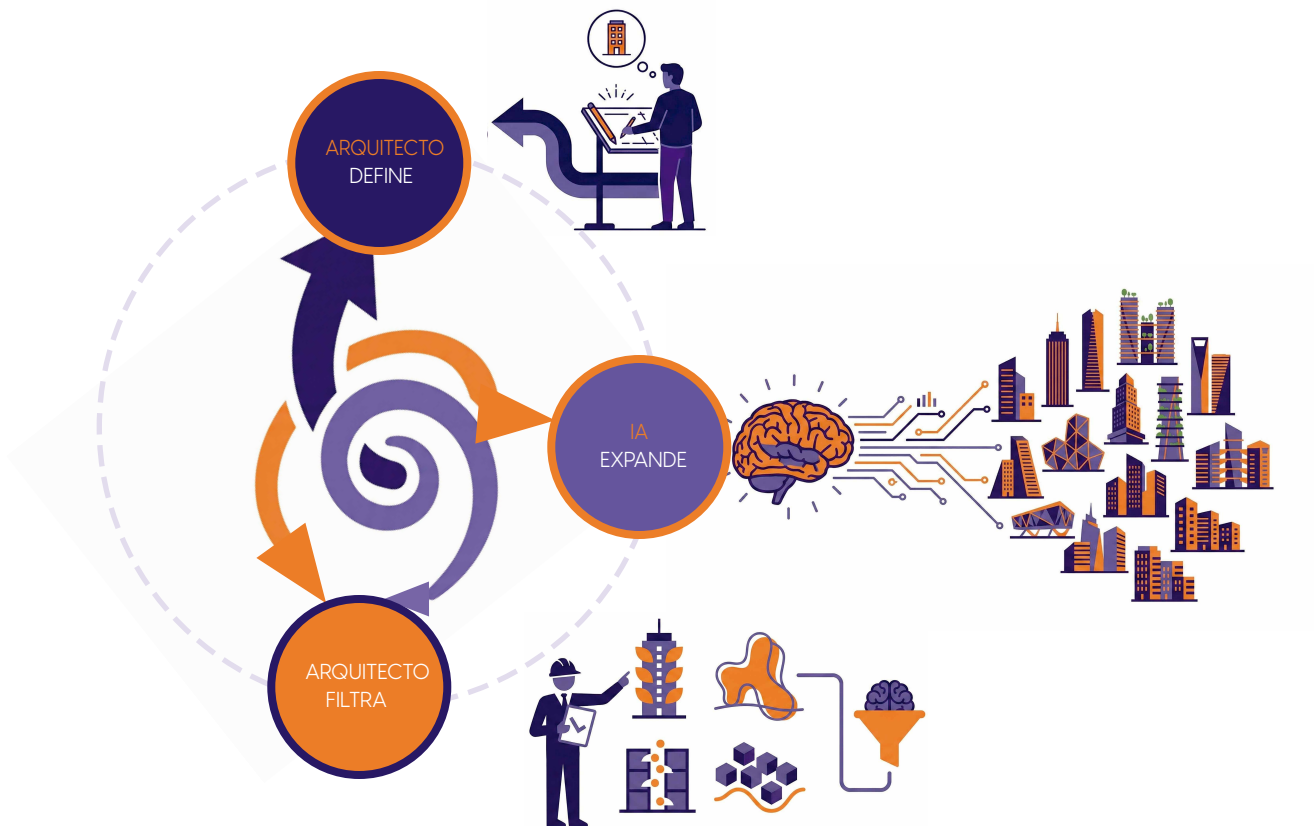 ARQUITECTO
DEFINE
IA
EXPANDE
ARQUITECTO
FILTRA